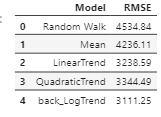 Model RMSE
0 Random Walk 4534.84
1 Mean 4236.11
2 LinearTrend 3238.59
3 QuadraticTrend 3344.49
4 back_LogTrend 3111.25